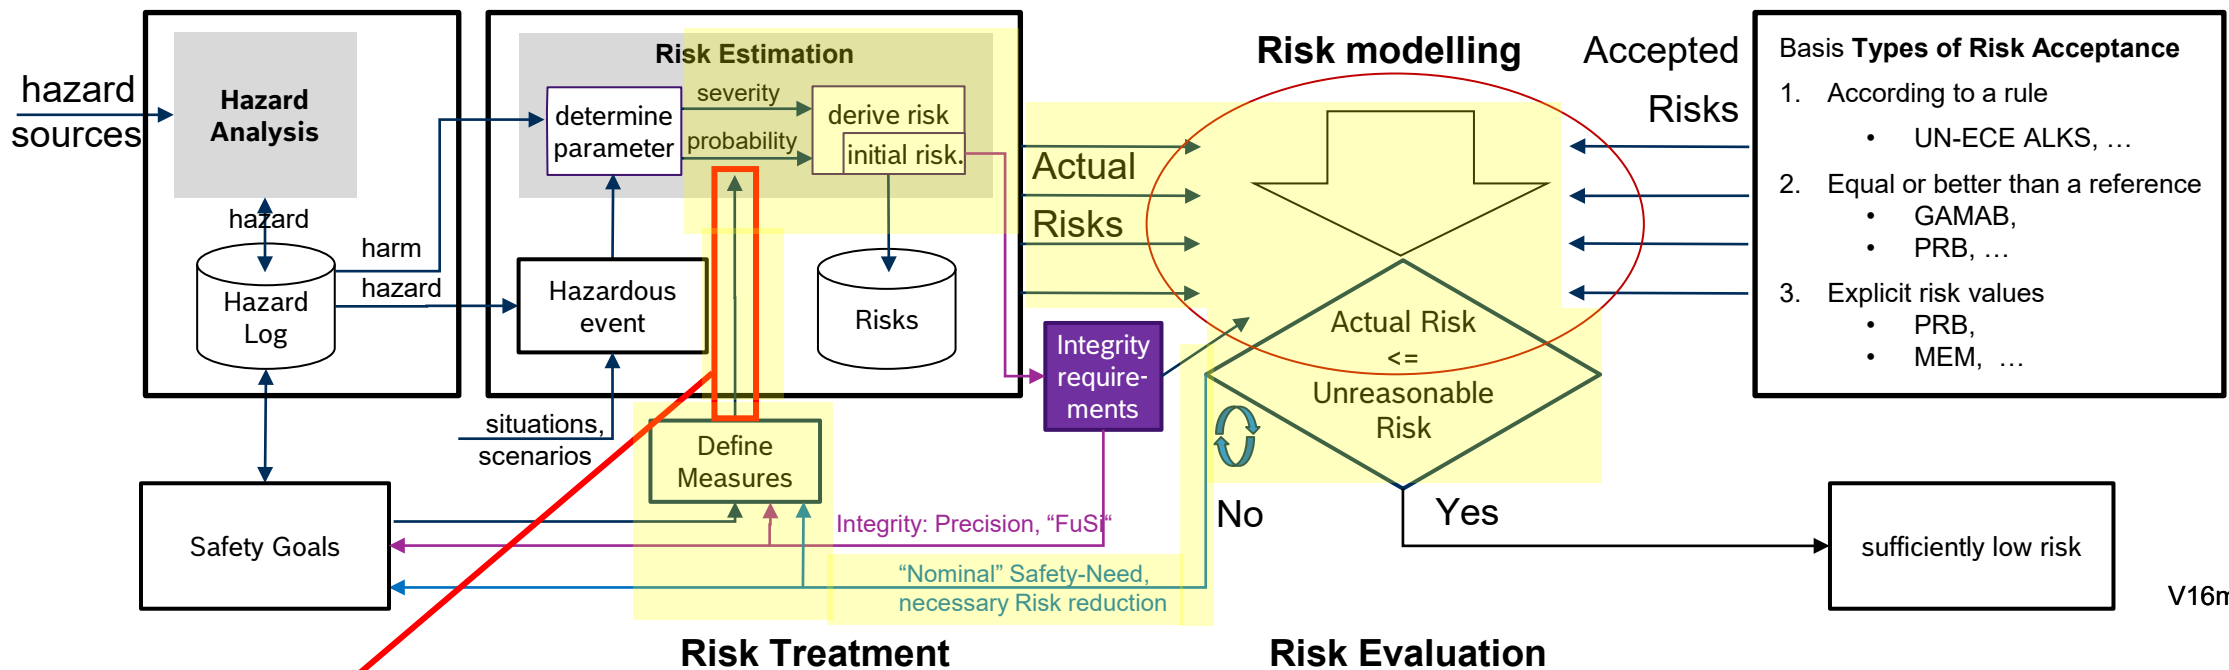 hazard
sources
Hazard
Analysis
hazard
Hazard
Log
harm
hazard
Safety Goals
Risk Estimation
determine
parameter
severity
probability
derive risk
initial risk.
Hazardous
event
Risks
situations,
scenarios
Define
Measures
Integrity: Precision, “FuSi“
“Nominal” Safety-Need,
necessary Risk reduction
Risk Treatment
Risk modelling
Actual
Risks
Integrity
require-
ments
Actual Risk
<=
Unreasonable
Risk
No
Yes
Risk Evaluation
Accepted
Risks
Basis Types of Risk Acceptance
1. According to a rule
• UN-ECE ALKS, …
2. Equal or better than a reference
• GAMAB,
• PRB, …
3. Explicit risk values
• PRB,
• MEM, …
sufficiently low risk
V16m